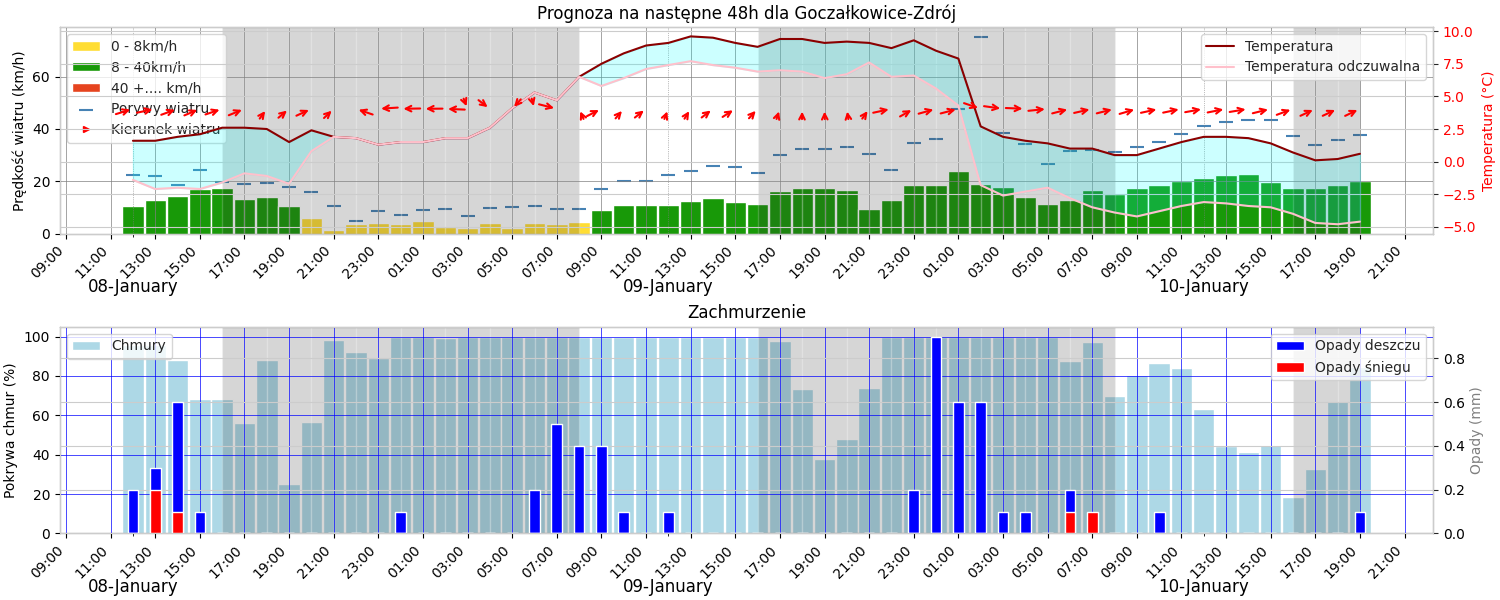 Prognoza na następne 48h dla Goczałkowice-Zdrój
0 - 8km/h
8 - 40km/h
40 +.... km/h
Porywy wiatru
Kierunek wiatru
Temperatura
Temperatura odczuwalna
Prędkość wiatru (km/h)
60
40
20
0
10.0
7.5
5.0
2.5
0.0
−2.5
−5.0
Temperatura (°C)
09:00 11:00 13:00 15:00 17:00 19:00 21:00 23:00 01:00 03:00 05:00 07:00 09:00 11:00 13:00 15:00 17:00 19:00 21:00 23:00 01:00 03:00 05:00 07:00 09:00 11:00 13:00 15:00 17:00 19:00 21:00
08-January 09-January 10-January
Zachmurzenie
Chmury
Opady deszczu
Opady śniegu
Pokrywa chmur (%)
100
80
60
40
20
0
0.8
0.6
0.4
0.2
0.0
Opady (mm)
09:00 11:00 13:00 15:00 17:00 19:00 21:00 23:00 01:00 03:00 05:00 07:00 09:00 11:00 13:00 15:00 17:00 19:00 21:00 23:00 01:00 03:00 05:00 07:00 09:00 11:00 13:00 15:00 17:00 19:00 21:00
08-January 09-January 10-January